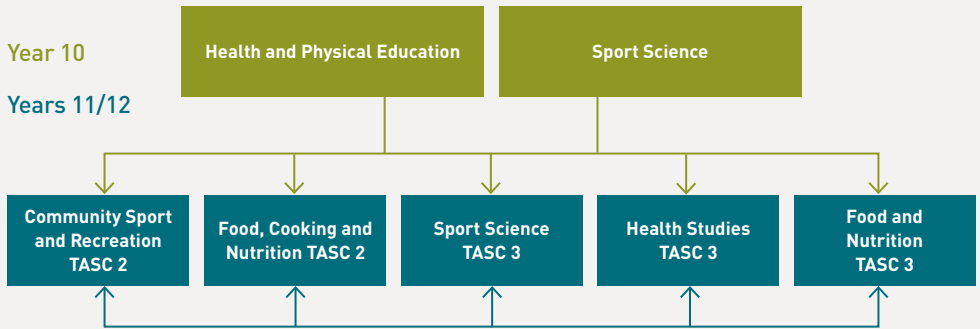 Year 10
Health and Physical Education
Sport Science
Years 11/12
Community Sport
and Recreation
TASC 2
Food, Cooking and
Nutrition TASC 2
Sport Science
TASC 3
Health Studies
TASC 3
Food and
Nutrition
TASC 3